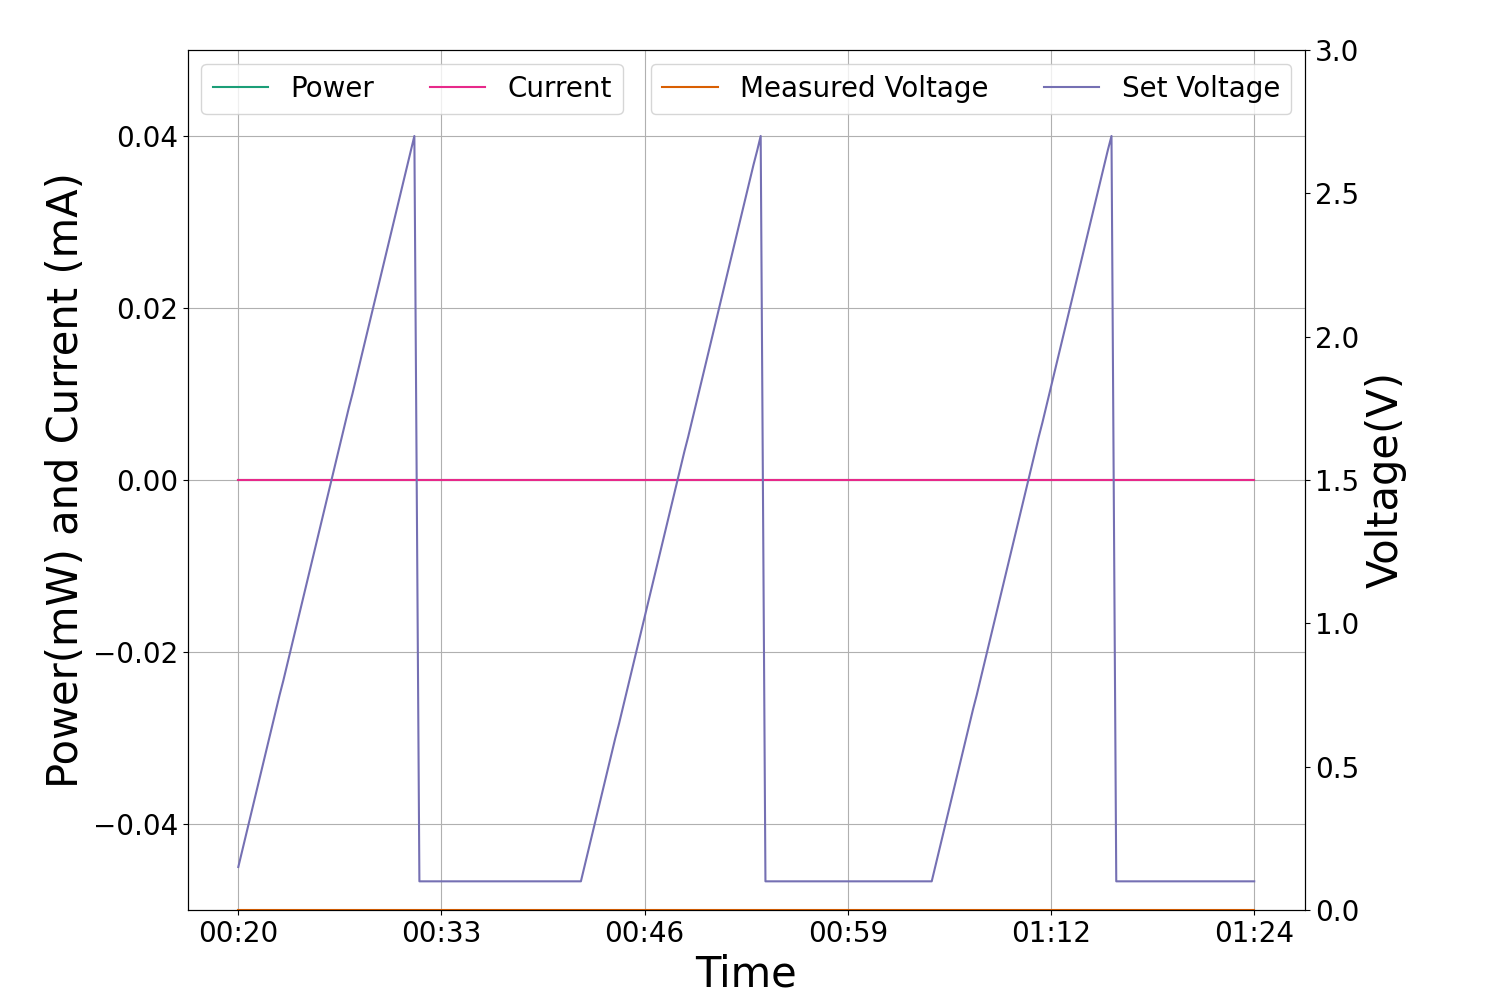 Power Current Measured Voltage Set Voltage
Power(mW) and Current (mA)
0.04
0.02
0.00
−0.02
−0.04
3.0
2.5
2.0
1.5
1.0
0.5
0.0
Voltage(V)
00:20 00:33 00:46 00:59 01:12 01:24
Time